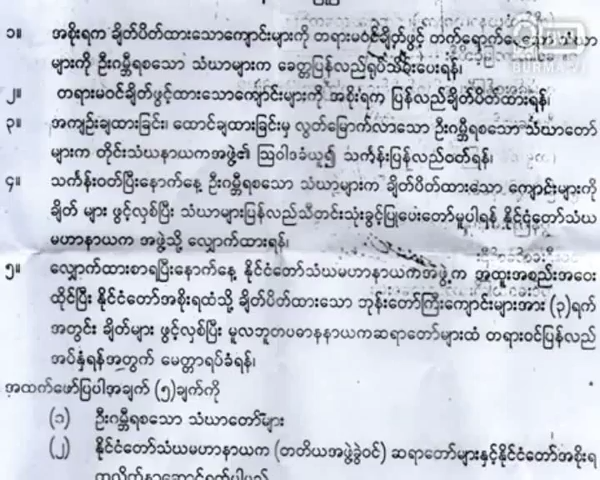 ၁။ အစိုးရက ချိတ်ပိတ်ထားသောကျောင်းများကို တရားမဝင်ချိတ်ဖွင့် တက်ရောက်နေသော သံဃာ
များကို ဦးဂမ္ဘီရစသော သံဃာများက ခေတ္တပြန်လည်ရုပ်သိမ်းပေးရန်၊
၂။ တရားမဝင်ချိတ်ဖွင့်ထားသောကျောင်းများကို အစိုးရက ပြန်လည်ချိတ်ပိတ်ထားရန်၊
၃။ အကျဉ်းချထားခြင်း၊ ထောင်ချထားခြင်းမှ လွတ်မြောက်လာသော ဦးဂမ္ဘီရစသော သံဃာတော်
များက တိုင်းသံဃနာယကအဖွဲ့၏ ဩဝါဒခံယူ၍ သင်္ကန်းပြန်လည်ဝတ်ရန်၊
၄။ သင်္ကန်းဝတ်ပြီးနောက်နေ့ ဦးဂမ္ဘီရစသော သံဃာများက ချိတ်ပိတ်ထားသော ကျောင်းများကို
ချိတ် များ ဖွင့်လှစ်ပြီး သံဃာများပြန်လည်သီတင်းသုံးခွင့်ပြုပေးတော်မူပါရန် နိုင်ငံတော်သံဃ
မဟာနာယက အဖွဲ့သို့ လျှောက်ထားရန်၊
၅။ လျှောက်ထားစာရပြီးနောက်နေ့ နိုင်ငံတော်သံဃမဟာနာယကအဖွဲ့က အထူးအစည်းအဝေး
ထိုင်ပြီး နိုင်ငံတော်အစိုးရထံသို့ ချိတ်ပိတ်ထားသော ဘုန်းတော်ကြီးကျောင်းများအား (၃)ရက်
အတွင်း ချိတ်များ ဖွင့်လှစ်ပြီး မူလဘူတပဓာနနာယကဆရာတော်များထံ တရားဝင်ပြန်လည်
အပ်နှံရန်အတွက် မေတ္တာရပ်ခံရန်၊
အထက်ဖော်ပြပါအချက် (၅)ချက်ကို
(၁) ဦးဂမ္ဘီရစသော သံဃာတော်များ
(၂) နိုင်ငံတော်သံဃမဟာနာယက (တတိယအဖွဲ့ခွဲဝင်) ဆရာတော်များနှင့်နိုင်ငံတော်အစိုးရ